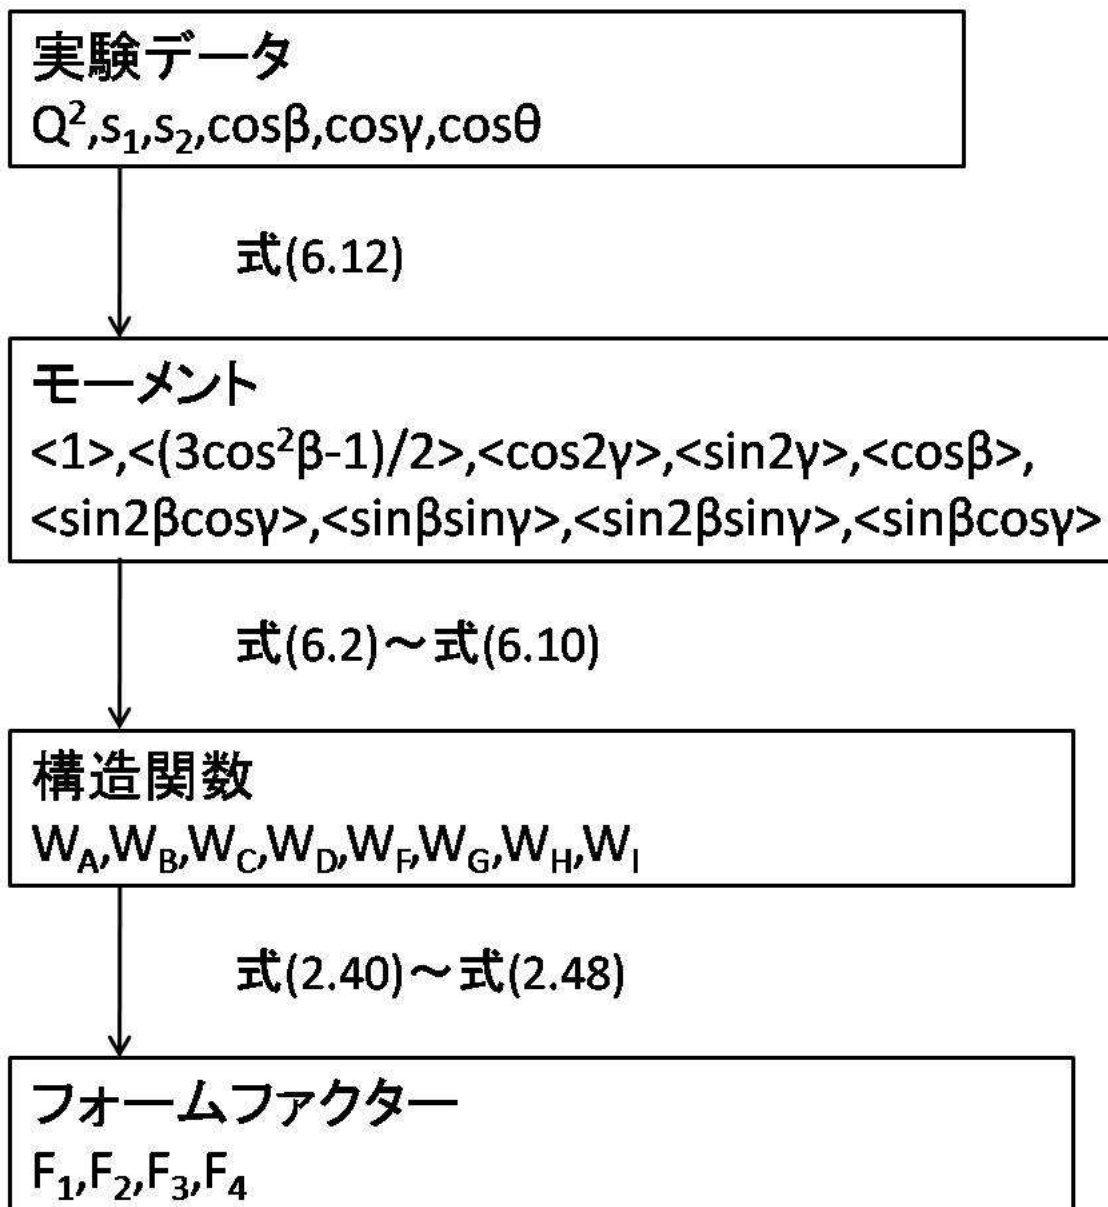 実験データ
Q²,s₁,s₂,cosβ,cosγ,cosθ
式(6.12)
モーメント
<1>,<(3cos²β-1)/2>,<cos2γ>,<sin2γ>,<cosβ>,
<sin2βcosγ>,<sinβsinγ>,<sin2βsinγ>,<sinβcosγ>
式(6.2)～式(6.10)
構造関数
W_A,W_B,W_C,W_D,W_F,W_G,W_H,W_I
式(2.40)～式(2.48)
フォームファクター
F₁,F₂,F₃,F₄